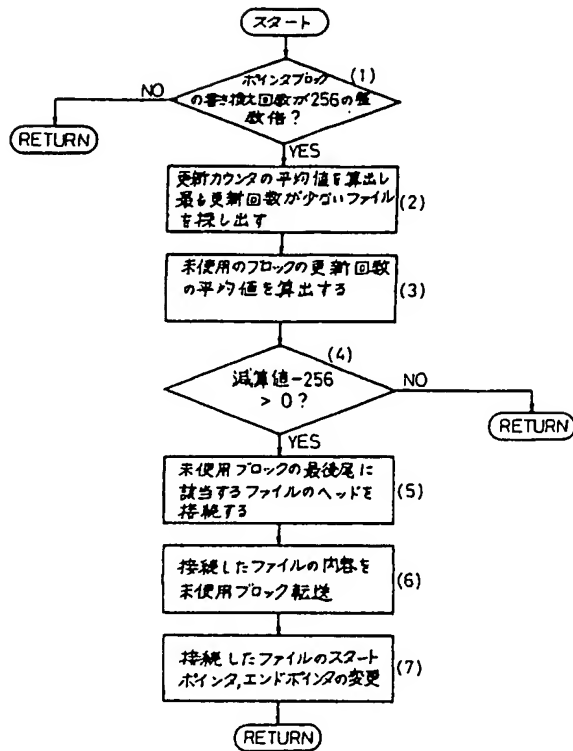 スタート
(1)
ポインタブロック
の書き換え回数が256の整
数倍?
NO
RETURN
YES
更新カウンタの平均値を算出し
最も更新回数が少ないファイル
を探し出す
(2)
未使用のブロックの更新回数
の平均値を算出する
(3)
(4)
減算値-256
> 0?
NO
RETURN
YES
未使用ブロックの最後尾に
該当するファイルのヘッドを
接続する
(5)
接続したファイルの内容を
未使用ブロック転送
(6)
接続したファイルのスタート
ポインタ,エンドポインタの変更
(7)
RETURN